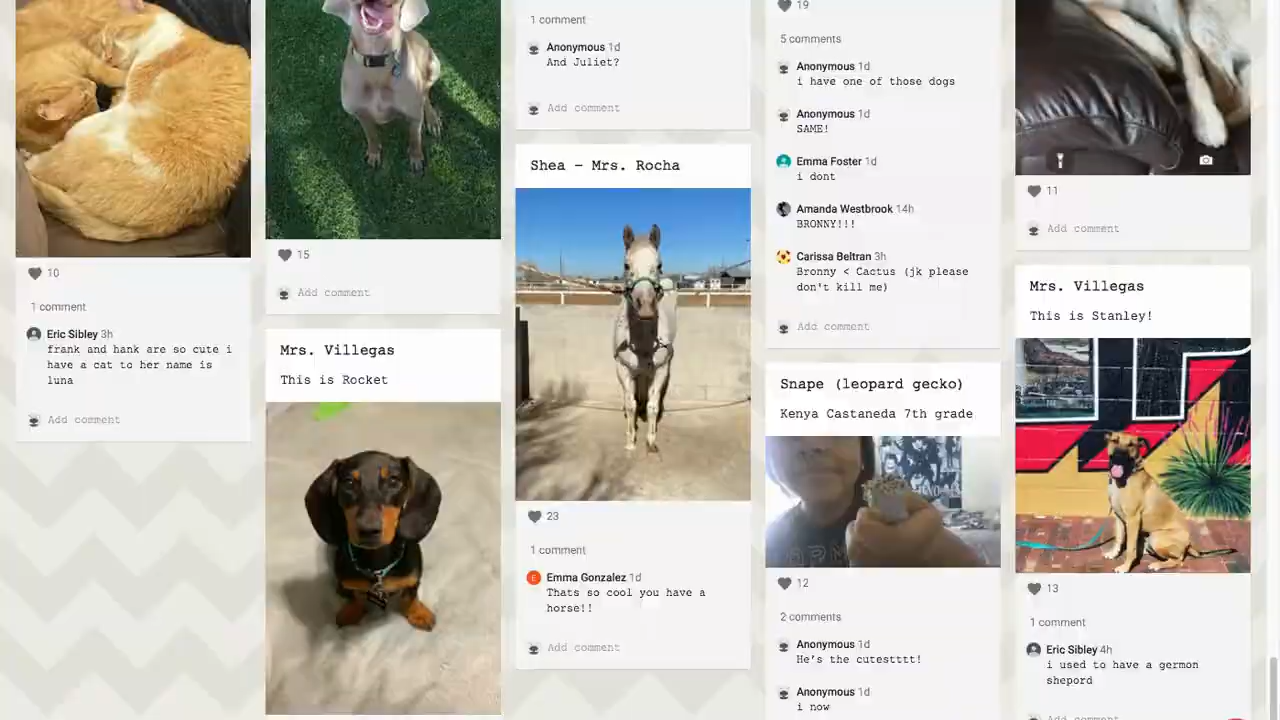 10
1 comment
Eric Sibley 3h
frank and hank are so cute i
have a cat to her name is
luna
Add comment
15
Add comment
Mrs. Villegas
This is Rocket
1 comment
Anonymous 1d
And Juliet?
Add comment
Shea - Mrs. Rocha
23
1 comment
E
Emma Gonzalez 1d
Thats so cool you have a
horse!!
Add comment
19
5 comments
Anonymous 1d
i have one of those dogs
Anonymous 1d
SAME!
Emma Foster 1d
i dont
Amanda Westbrook 14h
BRONNY!!!
Carissa Beltran 3h
Bronny < Cactus (jk please
don't kill me)
Add comment
Snape (leopard gecko)
Kenya Castaneda 7th grade
12
2 comments
Anonymous 1d
He's the cutestttt!
Anonymous 1d
i now
11
Add comment
Mrs. Villegas
This is Stanley!
13
1 comment
Eric Sibley 4h
i used to have a germon
shepord
Add comment